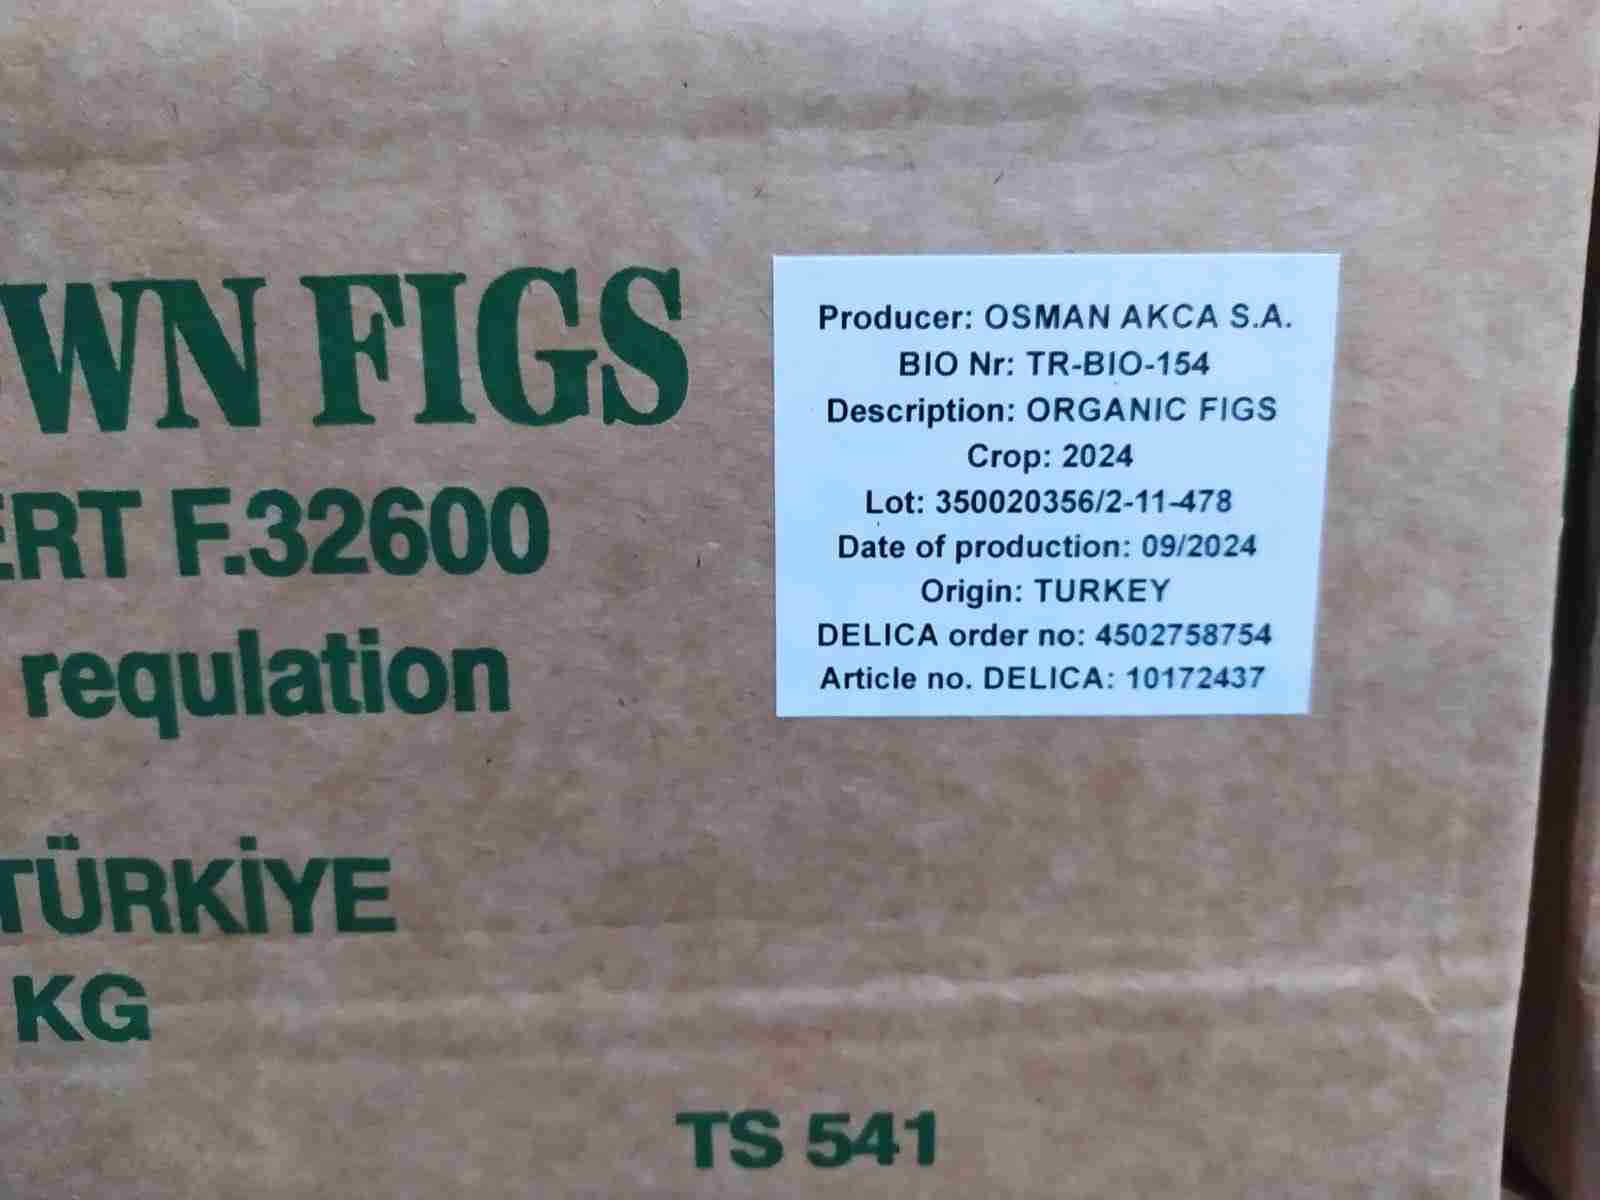 WN FIGS
ERT F.32600
requlation
TÜRKİYE
KG
TS 541
Producer: OSMAN AKCA S.A.
BIO Nr: TR-BIO-154
Description: ORGANIC FIGS
Crop: 2024
Lot: 350020356/2-11-478
Date of production: 09/2024
Origin: TURKEY
DELICA order no: 4502758754
Article no. DELICA: 10172437